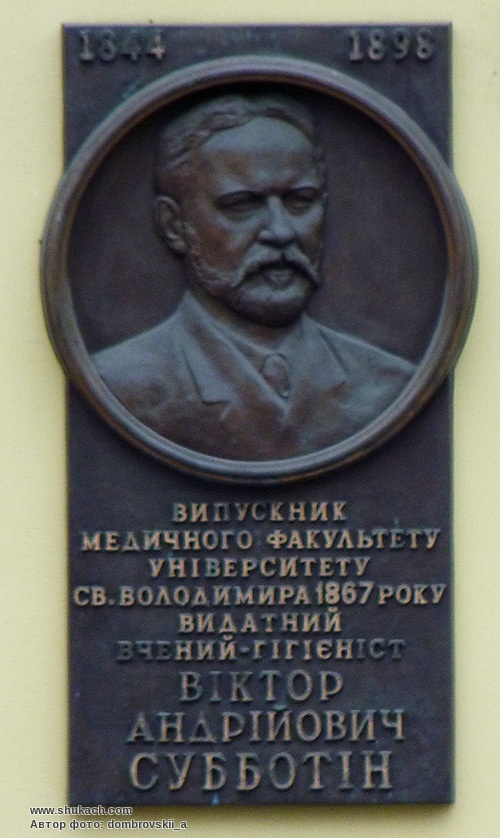 1844 1898
ВИПУСКНИК
МЕДИЧНОГО ФАКУЛЬТЕТУ
УНІВЕРСИТЕТУ
СВ. ВОЛОДИМИРА 1867 РОКУ
ВИДАТНИЙ
ВЧЕНИЙ-ГІГІЄНІСТ
ВІКТОР
АНДРІЙОВИЧ
СУББОТІН
www.shukach.com
Автор фото: dombrovskii_a